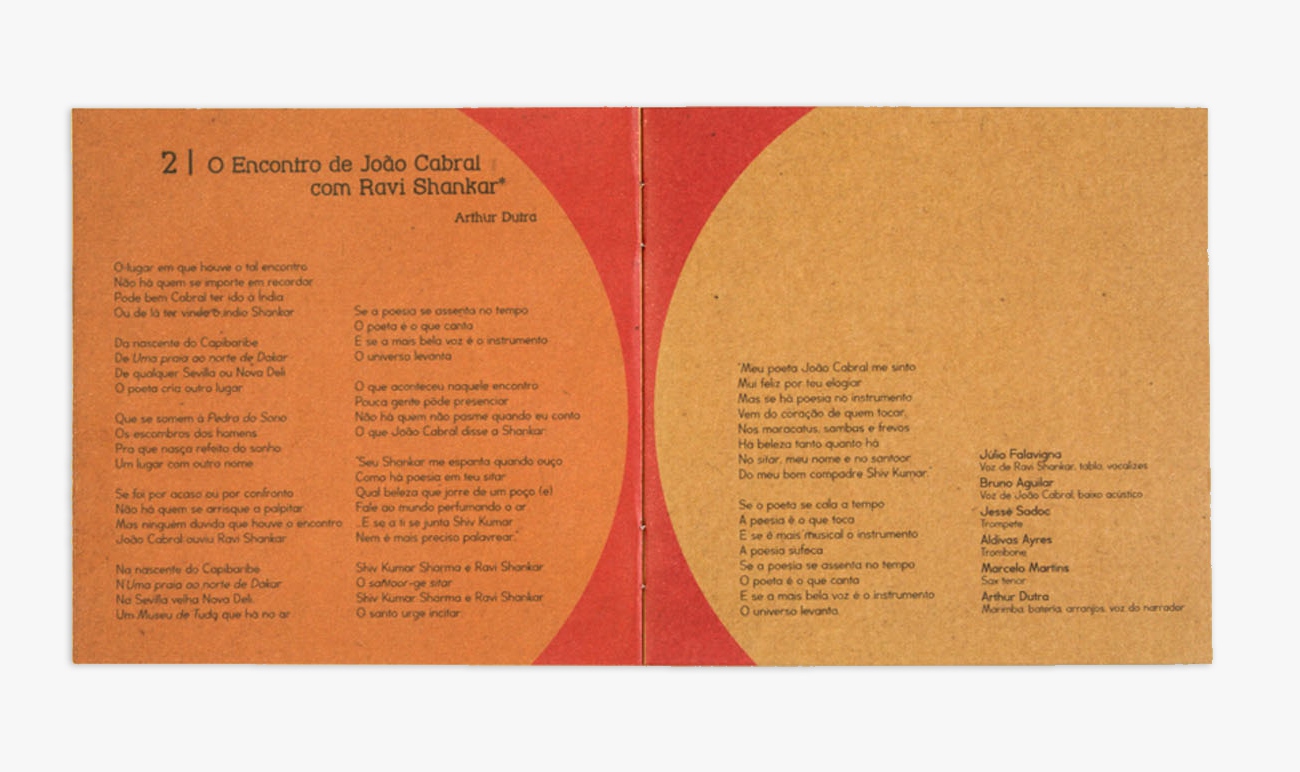 2 | O Encontro de João Cabral
com Ravi Shankar*
Arthur Dutra
O lugar em que houve o tal encontro
Não há quem se importe em recordar
Pode bem Cabral ter ido à Índia
Ou de lá ter vindo o índio Shankar
Da nascente do Capibaribe
De Uma praia ao norte de Dakar
De qualquer Sevilla ou Nova Deli
O poeta cria outro lugar
Que se somem à Pedra do Sono
Os escombros dos homens
Pra que nasça refeito do sonho
Um lugar com outro nome
Se foi por acaso ou por confronto
Não há quem se arrisque a palpitar
Mas ninguém duvida que houve o encontro
João Cabral ouviu Ravi Shankar
Na nascente do Capibaribe
N'Uma praia ao norte de Dakar
Na Sevilla velha Nova Deli
Um Museu de Tudo que há no ar
Se a poesia se assenta no tempo
O poeta é o que canta
E se a mais bela voz é o instrumento
O universo levanta
O que aconteceu naquele encontro
Pouca gente pôde presenciar
Não há quem não pasme quando eu conto
O que João Cabral disse a Shankar:
"Seu Shankar me espanta quando ouço
Como há poesia em teu sitar
Qual beleza que jorre de um poço (e)
Fale ao mundo perfumando o ar
...E se a ti se junta Shiv Kumar
Nem é mais preciso palavrear."
Shiv Kumar Sharma e Ravi Shankar
O santoor-ge sitar
Shiv Kumar Sharma e Ravi Shankar
O santo urge incitar
"Meu poeta João Cabral me sinto
Mui feliz por teu elogiar
Mas se há poesia no instrumento
Vem do coração de quem tocar,
Nos maracatus, sambas e frevos
Há beleza tanto quanto há
No sitar, meu nome e no santoor
Do meu bom compadre Shiv Kumar."
Se o poeta se cala a tempo
A poesia é o que toca
E se é mais musical o instrumento
A poesia sufoca
Se a poesia se assenta no tempo
O poeta é o que canta
E se a mais bela voz é o instrumento
O universo levanta.
Júlio Falavigna
Voz de Ravi Shankar, tabla, vocalizes
Bruno Aguilar
Voz de João Cabral, baixo acústico
Jessé Sadoc
Trompete
Aldivas Ayres
Trombone
Marcelo Martins
Sax tenor
Arthur Dutra
Marimba, bateria, arranjos, voz do narrador